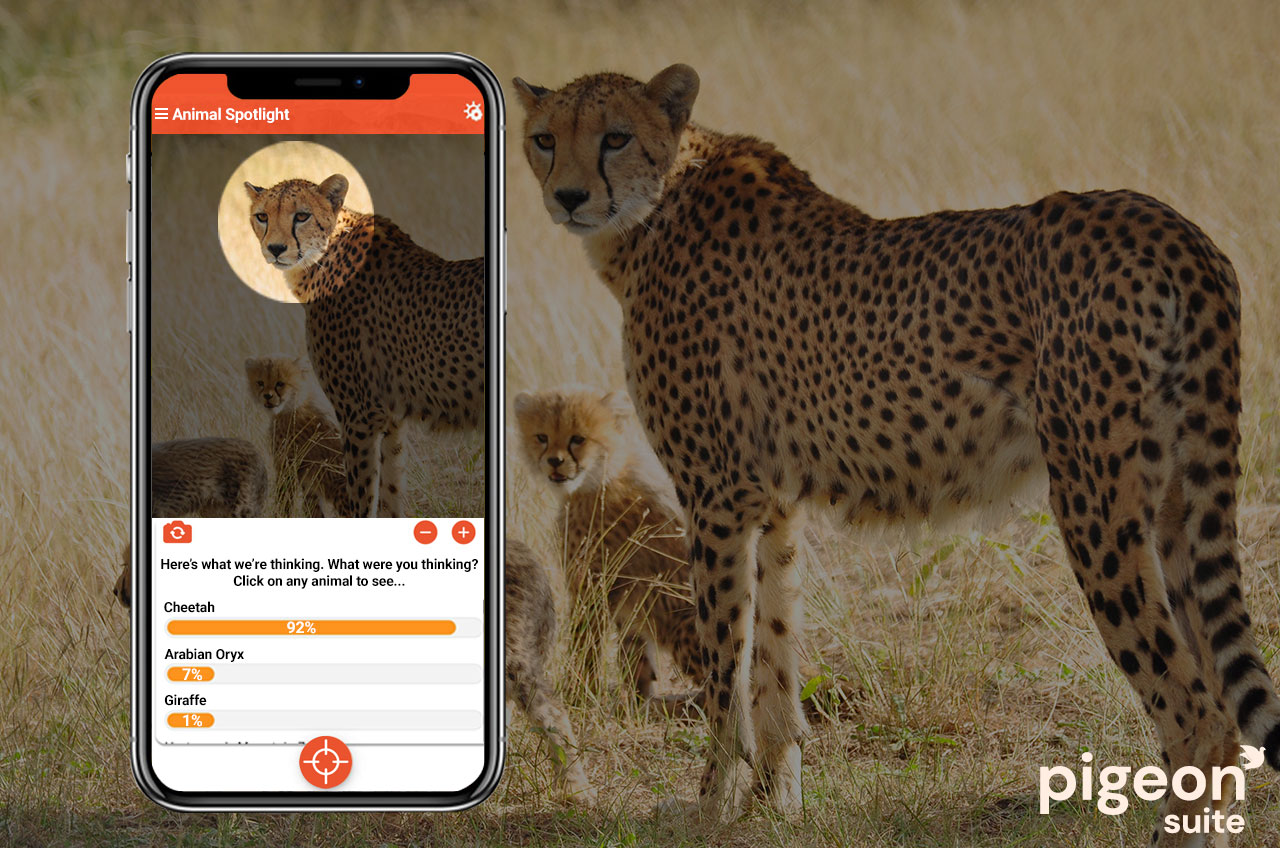 Animal Spotlight
Here's what we're thinking. What were you thinking?
Click on any animal to see...
Cheetah
92%
Arabian Oryx
7%
Giraffe
1%
pigeon
suite